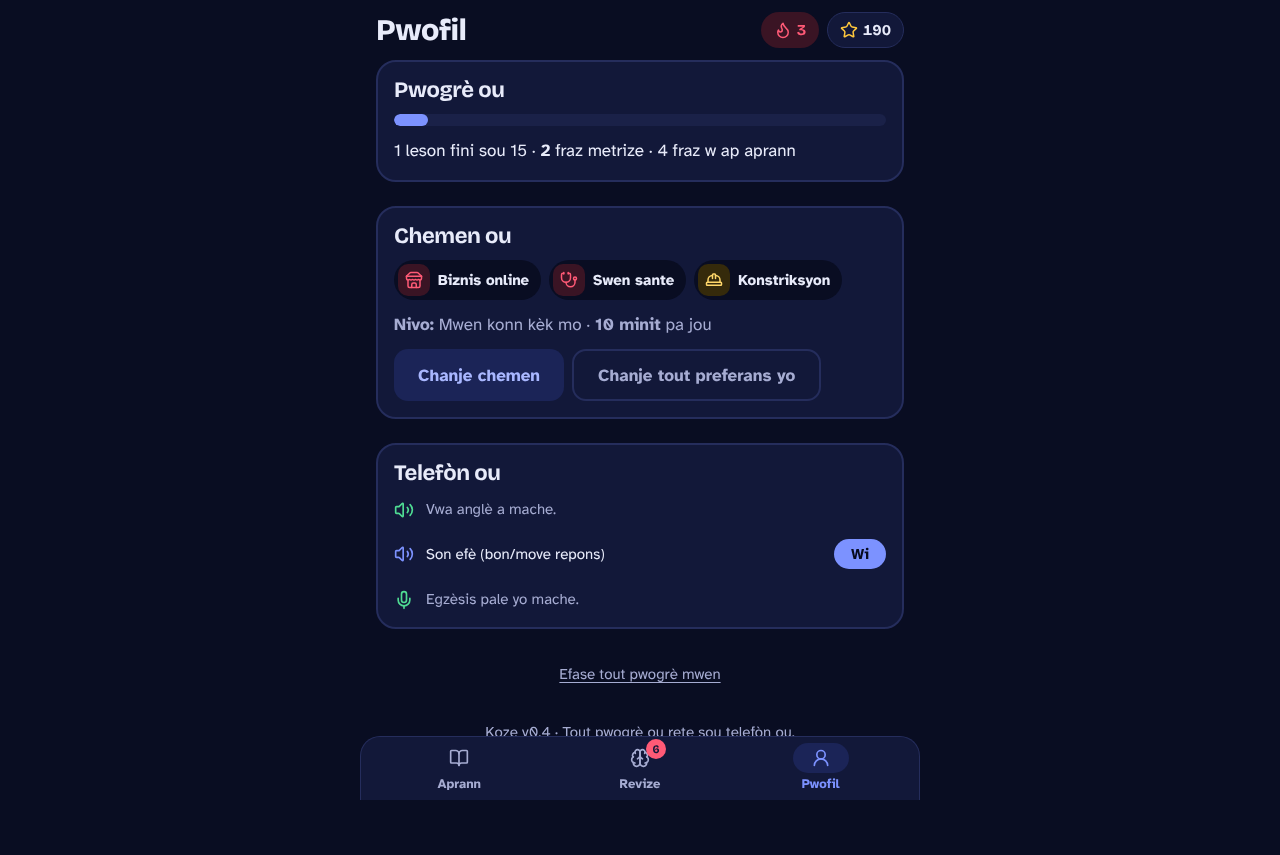 Pwofil
3
190
Pwogrè ou
1 leson fini sou 15 · 2 fraz metrize · 4 fraz w ap aprann
Chemen ou
Biznis online
Swen sante
Konstriksyon
Nivo: Mwen konn kèk mo · 10 minit pa jou
Chanje chemen
Chanje tout preferans yo
Telefòn ou
Vwa anglè a mache.
Son efè (bon/move repons)
Wi
Egzèsis pale yo mache.
Efase tout pwogrè mwen
Koze v0.4 · Tout pwogrè ou rete sou telefòn ou.
6
Aprann
Revize
Pwofil